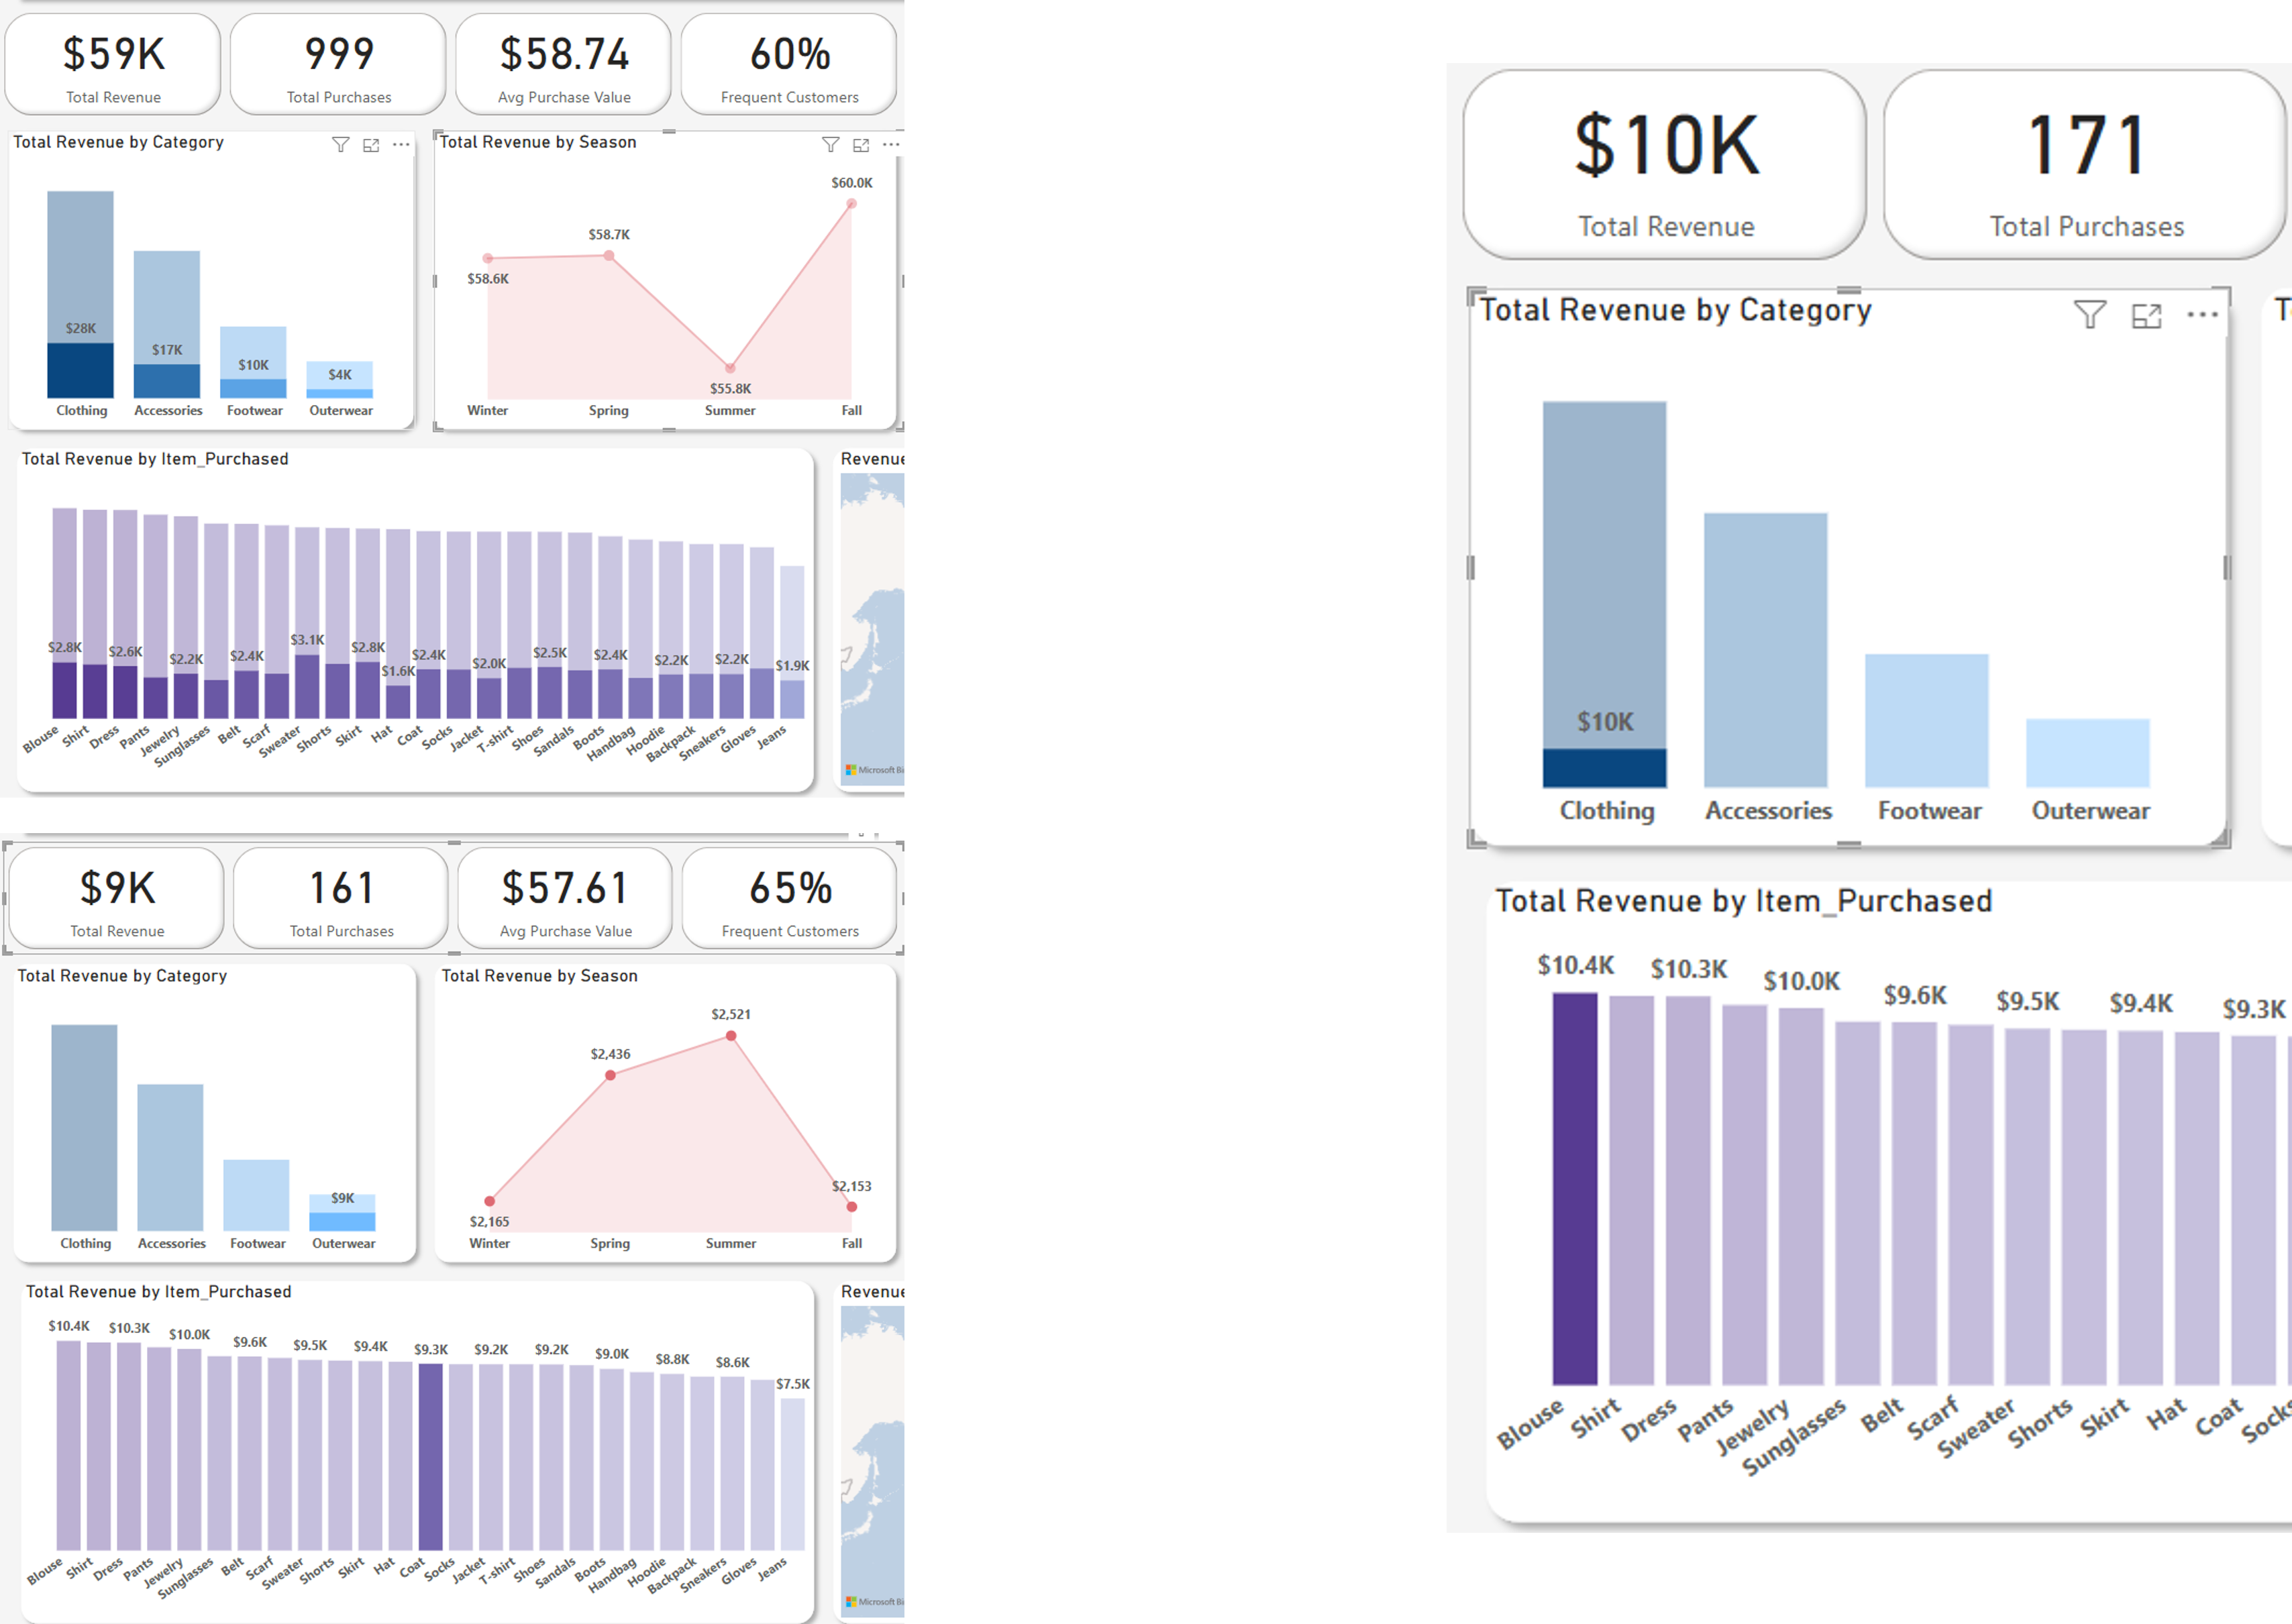 $59K
Total Revenue
999
Total Purchases
$58.74
Avg Purchase Value
60%
Frequent Customers
Total Revenue by Category
$28K
$17K
$10K
$4K
Clothing Accessories Footwear Outerwear
Total Revenue by Season
$60.0K
$58.7K
$58.6K
$55.8K
Winter Spring Summer Fall
Total Revenue by Item_Purchased
$2.8K $2.6K $2.2K $2.4K $3.1K $2.8K $1.6K $2.4K $2.0K $2.5K $2.4K $2.2K $2.2K $1.9K
Blouse Shirt Dress Pants Jewelry Sunglasses Belt Scarf Sweater Shorts Skirt Hat Coat Socks Jacket T-shirt Shoes Sandals Boots Handbag Hoodie Backpack Sneakers Gloves Jeans
Revenue
Microsoft Bi
$9K
Total Revenue
161
Total Purchases
$57.61
Avg Purchase Value
65%
Frequent Customers
Total Revenue by Category
$9K
Clothing Accessories Footwear Outerwear
Total Revenue by Season
$2,521
$2,436
$2,153
$2,165
Winter Spring Summer Fall
Total Revenue by Item_Purchased
$10.4K $10.3K $10.0K $9.6K $9.5K $9.4K $9.3K $9.2K $9.2K $9.0K $8.8K $8.6K $7.5K
Blouse Shirt Dress Pants Jewelry Sunglasses Belt Scarf Sweater Shorts Skirt Hat Coat Socks Jacket T-shirt Shoes Sandals Boots Handbag Hoodie Backpack Sneakers Gloves Jeans
Revenue
Microsoft Bi
$10K
Total Revenue
171
Total Purchases
Total Revenue by Category
T
$10K
Clothing Accessories Footwear Outerwear
Total Revenue by Item_Purchased
$10.4K $10.3K $10.0K $9.6K $9.5K $9.4K $9.3K
Blouse Shirt Dress Pants Jewelry Sunglasses Belt Scarf Sweater Shorts Skirt Hat Coat Socks